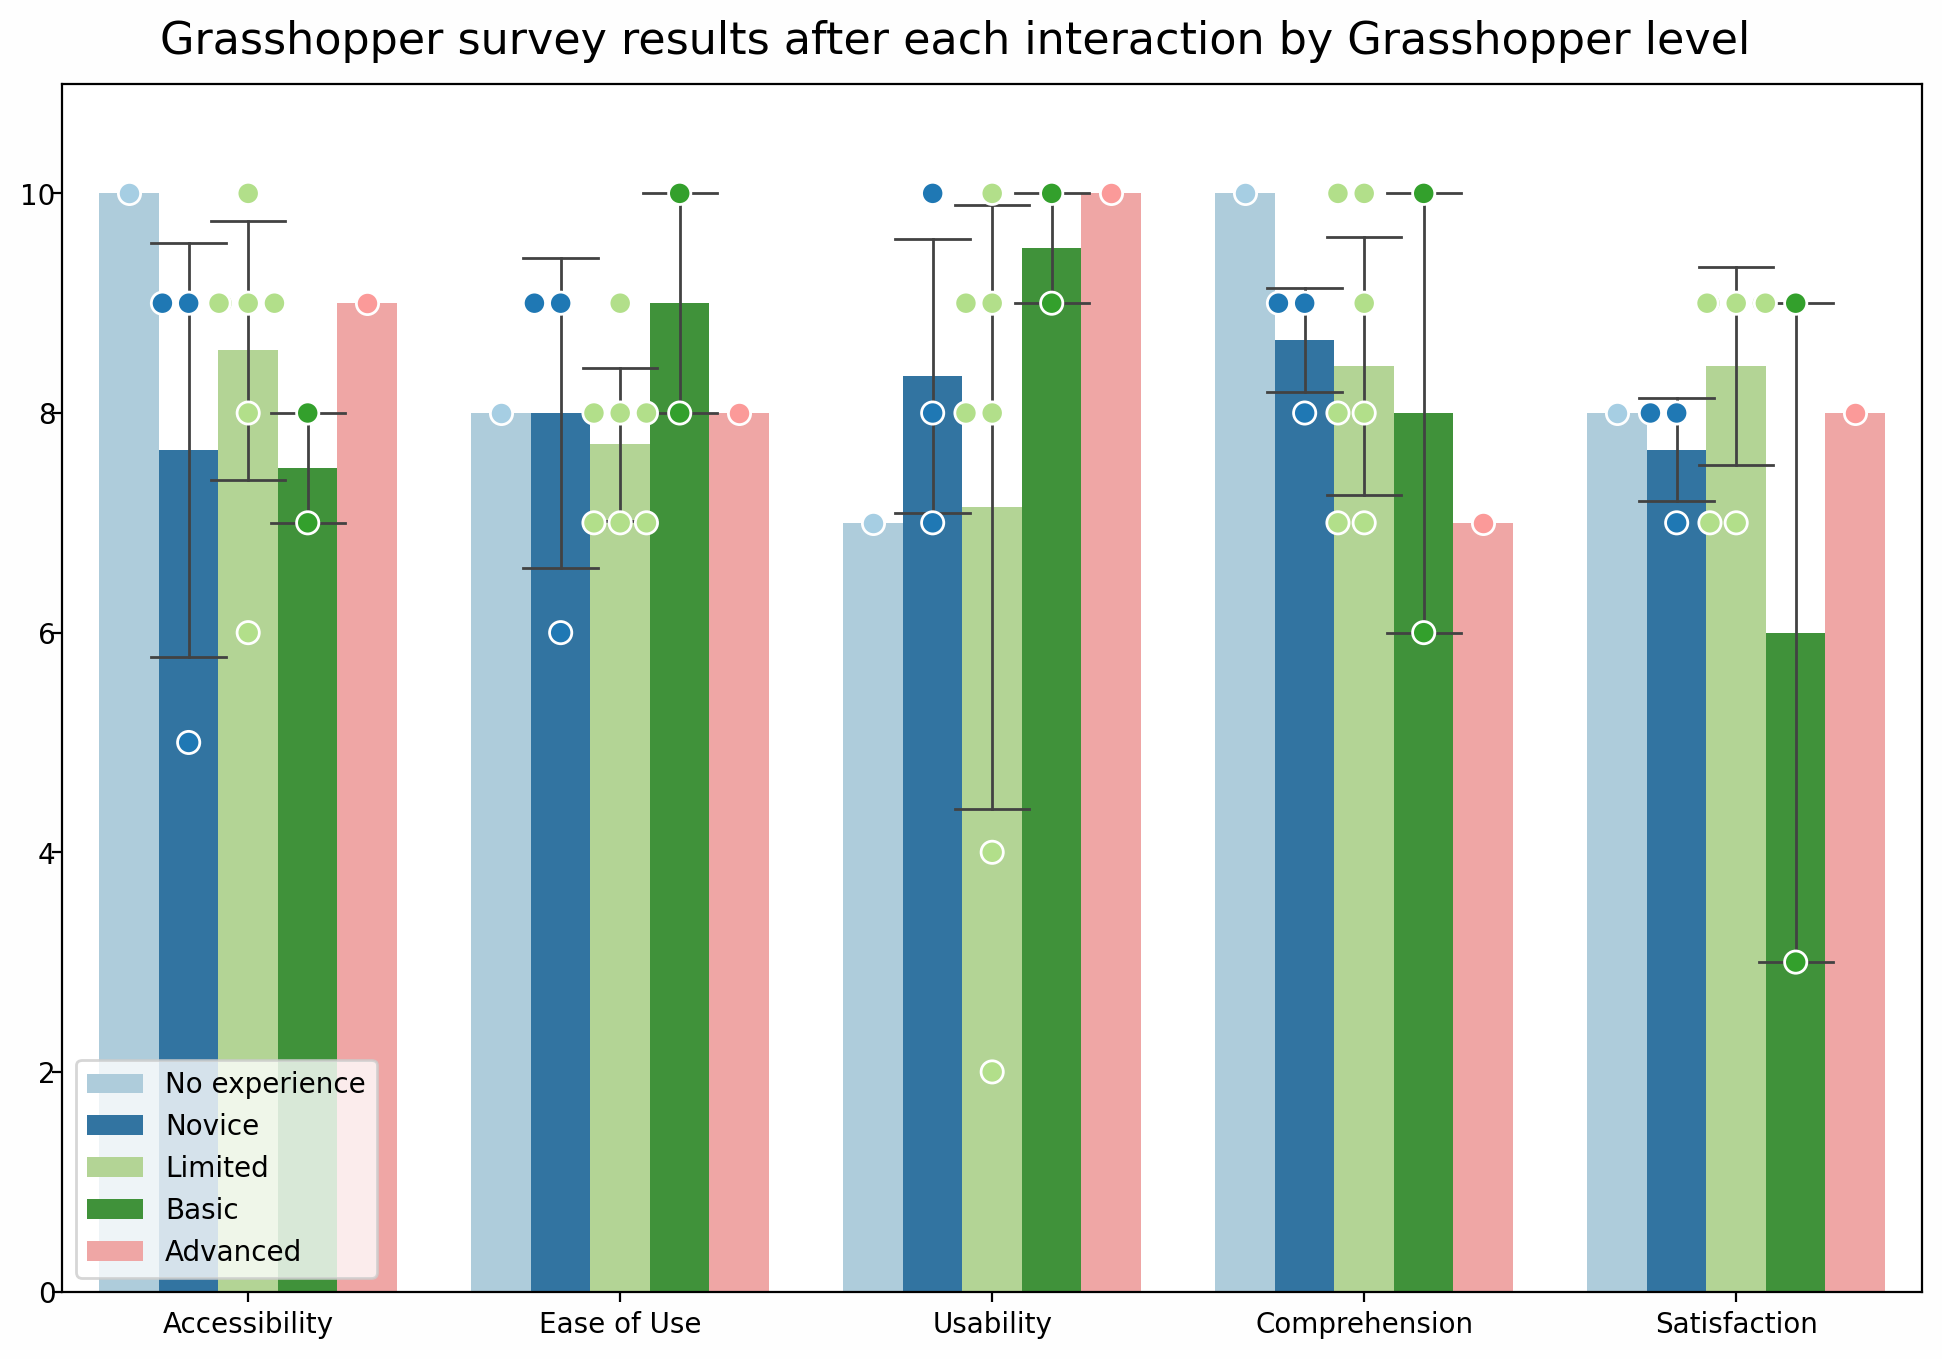 Grasshopper survey results after each interaction by Grasshopper level
10
8
6
4
2
0
No experience
Novice
Limited
Basic
Advanced
Accessibility Ease of Use Usability Comprehension Satisfaction